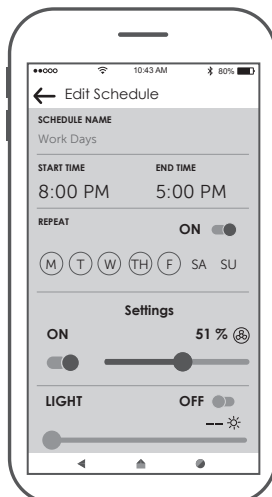 10:43 AM 80%
Edit Schedule
SCHEDULE NAME
Work Days
START TIME END TIME
8:00 PM 5:00 PM
REPEAT ON
M T W TH F SA SU
Settings
ON 51 %
LIGHT OFF
--